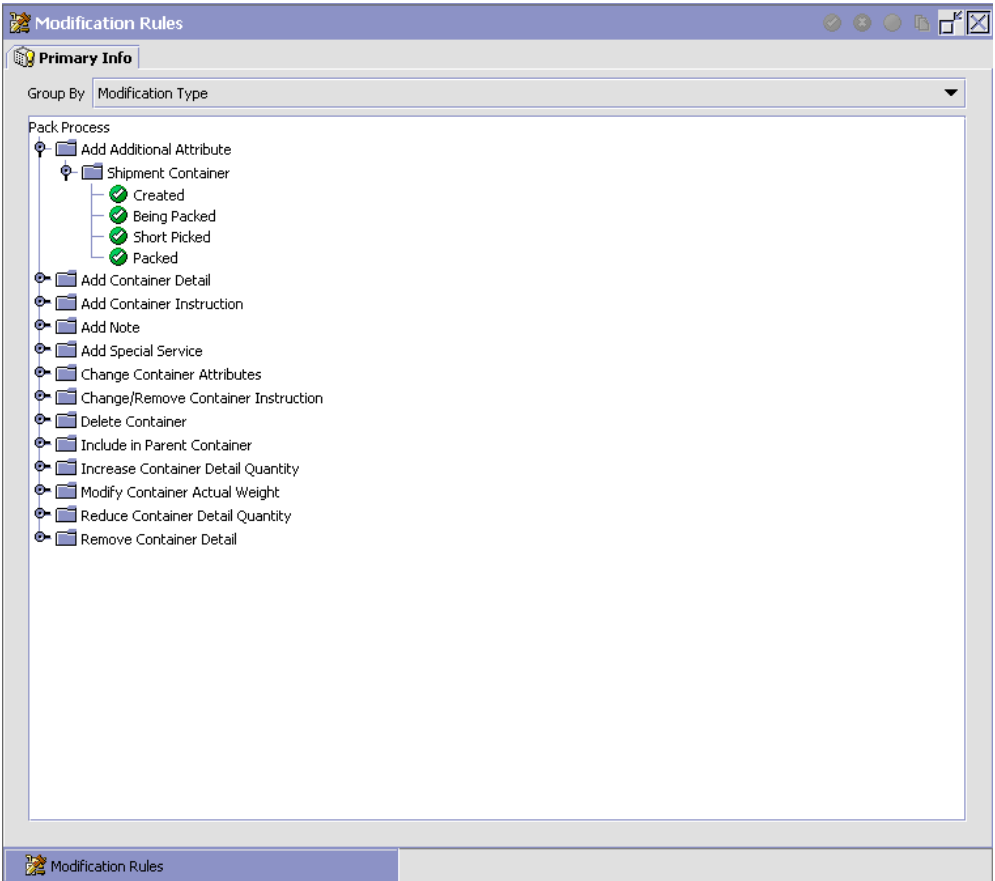 Modification Rules
Primary Info
Group By Modification Type
Pack Process
Add Additional Attribute
Shipment Container
Created
Being Packed
Short Picked
Packed
Add Container Detail
Add Container Instruction
Add Note
Add Special Service
Change Container Attributes
Change/Remove Container Instruction
Delete Container
Include in Parent Container
Increase Container Detail Quantity
Modify Container Actual Weight
Reduce Container Detail Quantity
Remove Container Detail
Modification Rules